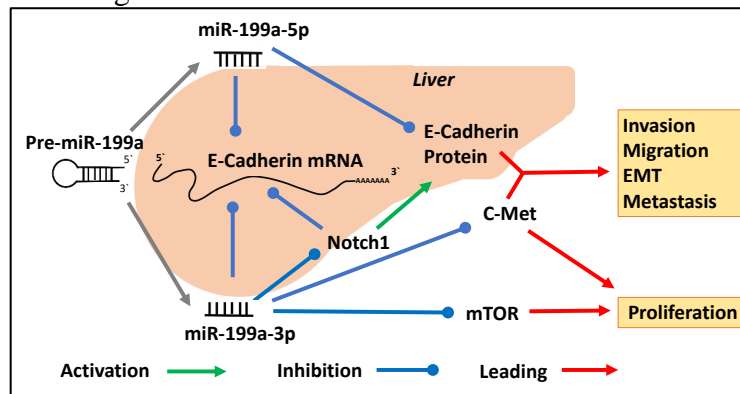 miR-199a-5p
Liver
Pre-miR-199a
5`
3`
5`
E-Cadherin mRNA
AAAAAAA
3`
E-Cadherin
Protein
Invasion
Migration
EMT
Metastasis
Notch1
C-Met
miR-199a-3p
mTOR
Proliferation
Activation
Inhibition
Leading